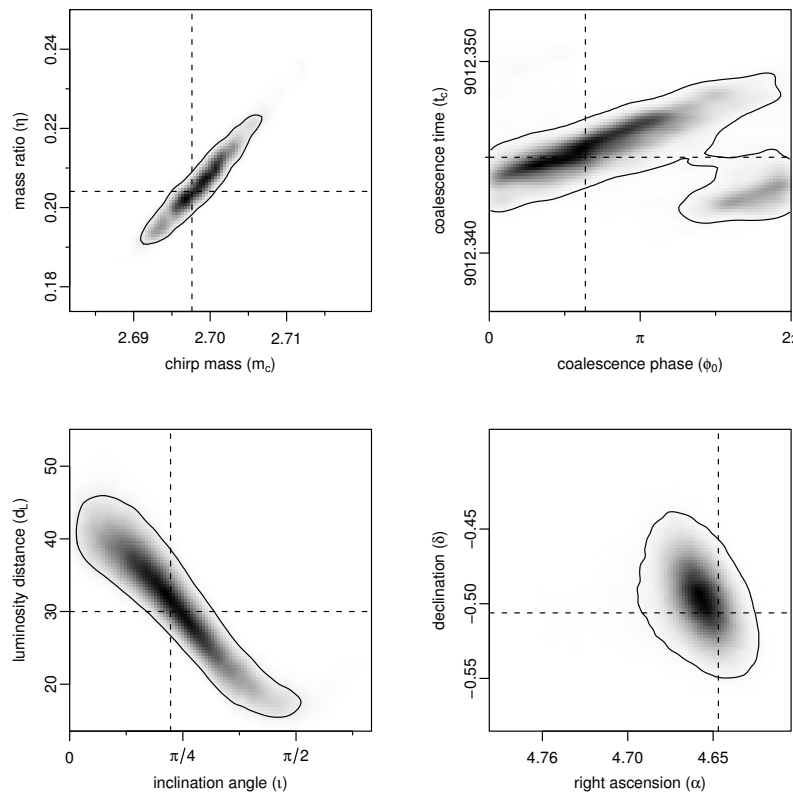 mass ratio (η)
0.18
0.20
0.22
0.24
2.69
2.70
2.71
chirp mass (mc)
coalescence time (tc)
9012.340
9012.350
0
π
2
coalescence phase (ϕ0)
luminosity distance (dL)
20
30
40
50
0
π/4
π/2
inclination angle (ι)
declination (δ)
−0.55
−0.50
−0.45
4.76
4.70
4.65
right ascension (α)